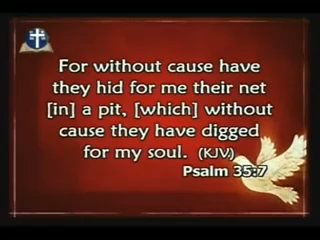 For without cause have
they hid for me their net
[in] a pit, [which] without
cause they have digged
for my soul. (KJV)
Psalm 35:7